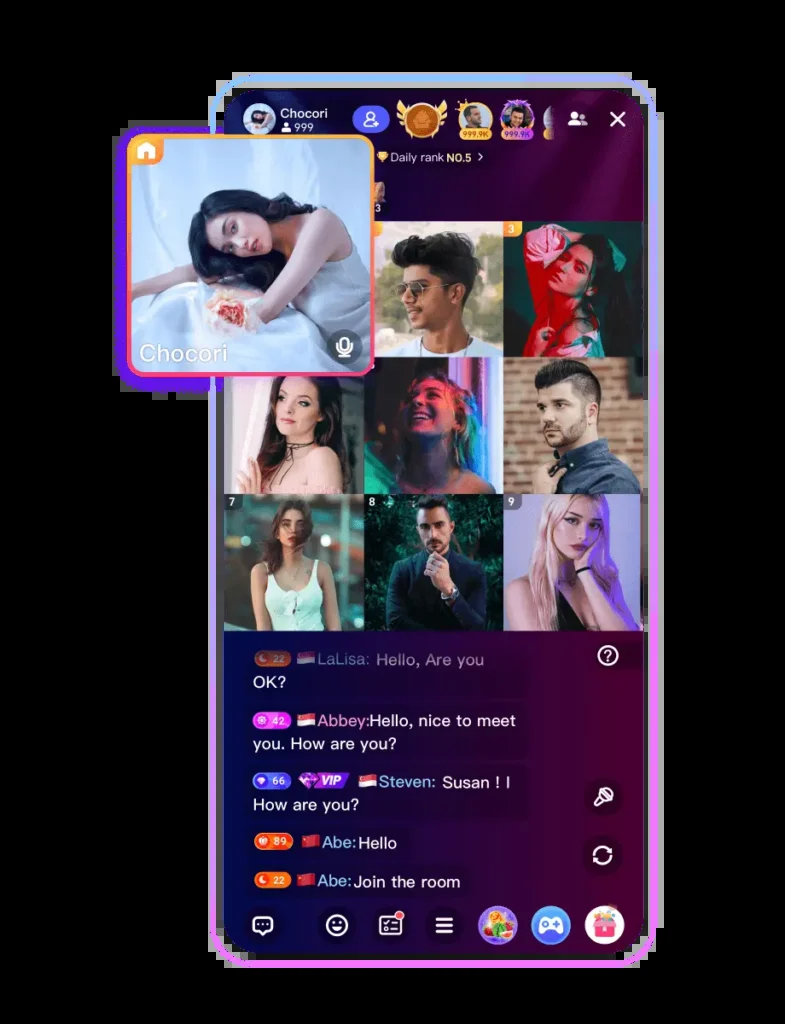 Chocori
999
999.9K
999.9K
Daily rank NO.5
3
3
Chocori
7
8
9
22 LaLisa: Hello, Are you
OK?
42 Abbey:Hello, nice to meet
you. How are you?
66 VIP Steven: Susan ! I
How are you?
89 Abe:Hello
22 Abe:Join the room